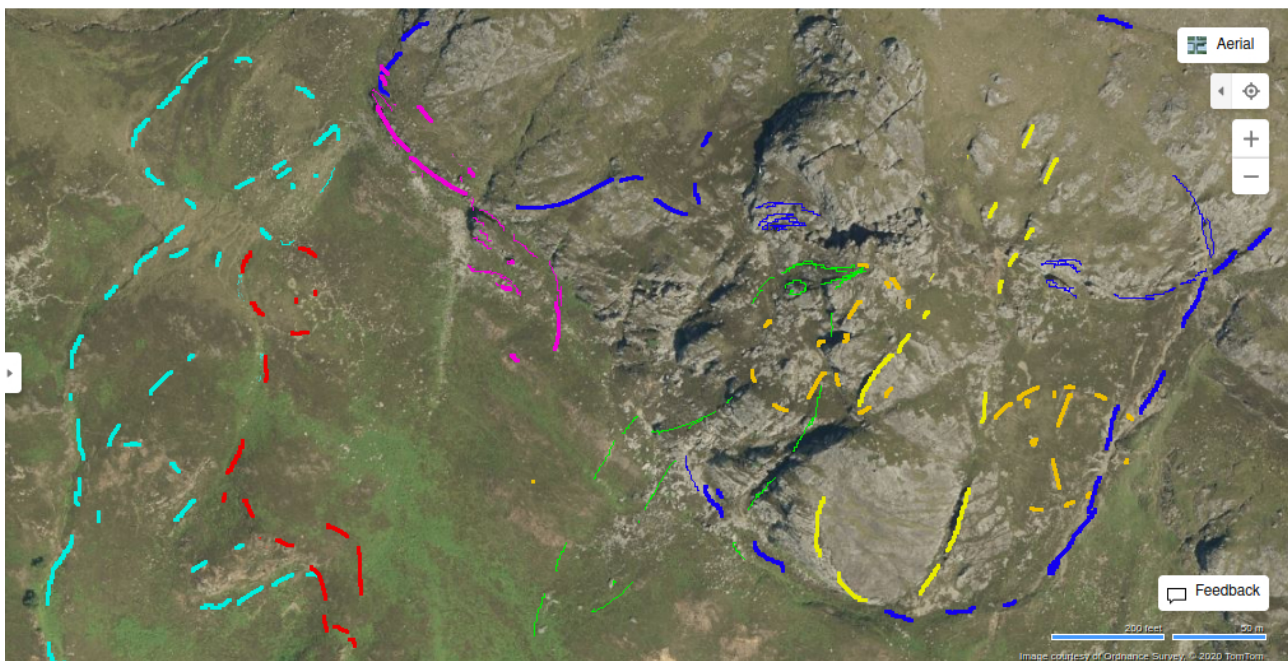 Aerial
+
−
Feedback
200 feet
50 m
Image courtesy of Ordnance Survey, © 2020 TomTom